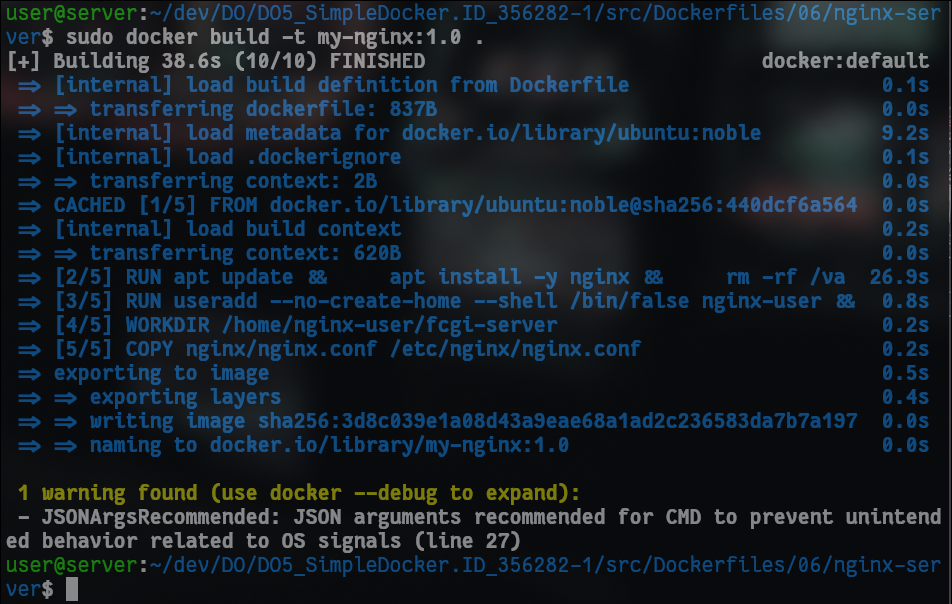 user@server:~/dev/DO/DO5_SimpleDocker.ID_356282-1/src/Dockerfiles/06/nginx-ser
ver$ sudo docker build -t my-nginx:1.0 .
[+] Building 38.6s (10/10) FINISHED docker:default
=> [internal] load build definition from Dockerfile 0.1s
=> => transferring dockerfile: 837B 0.0s
=> [internal] load metadata for docker.io/library/ubuntu:noble 9.2s
=> [internal] load .dockerignore 0.1s
=> => transferring context: 2B 0.0s
=> CACHED [1/5] FROM docker.io/library/ubuntu:noble@sha256:440dcf6a564 0.0s
=> [internal] load build context 0.2s
=> => transferring context: 620B 0.0s
=> [2/5] RUN apt update && apt install -y nginx && rm -rf /va 26.9s
=> [3/5] RUN useradd --no-create-home --shell /bin/false nginx-user && 0.8s
=> [4/5] WORKDIR /home/nginx-user/fcgi-server 0.2s
=> [5/5] COPY nginx/nginx.conf /etc/nginx/nginx.conf 0.2s
=> exporting to image 0.5s
=> => exporting layers 0.4s
=> => writing image sha256:3d8c039e1a08d43a9eae68a1ad2c236583da7b7a197 0.0s
=> => naming to docker.io/library/my-nginx:1.0 0.0s
1 warning found (use docker --debug to expand):
- JSONArgsRecommended: JSON arguments recommended for CMD to prevent unintend
ed behavior related to OS signals (line 27)
user@server:~/dev/DO/DO5_SimpleDocker.ID_356282-1/src/Dockerfiles/06/nginx-ser
ver$